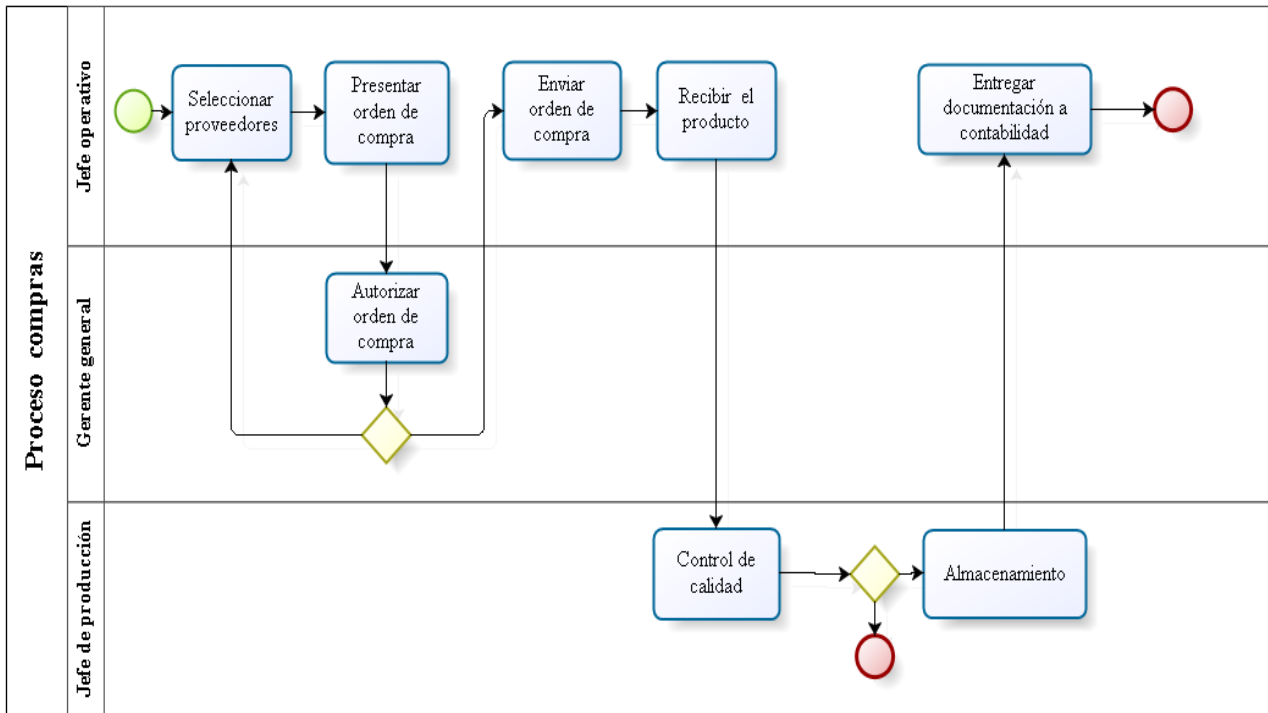 Proceso compras
Jefe operativo
Seleccionar
proveedores
Presentar
orden de
compra
Enviar
orden de
compra
Recibir el
producto
Entregar
documentación a
contabilidad
Gerente general
Autorizar
orden de
compra
Jefe de producción
Control de
calidad
Almacenamiento